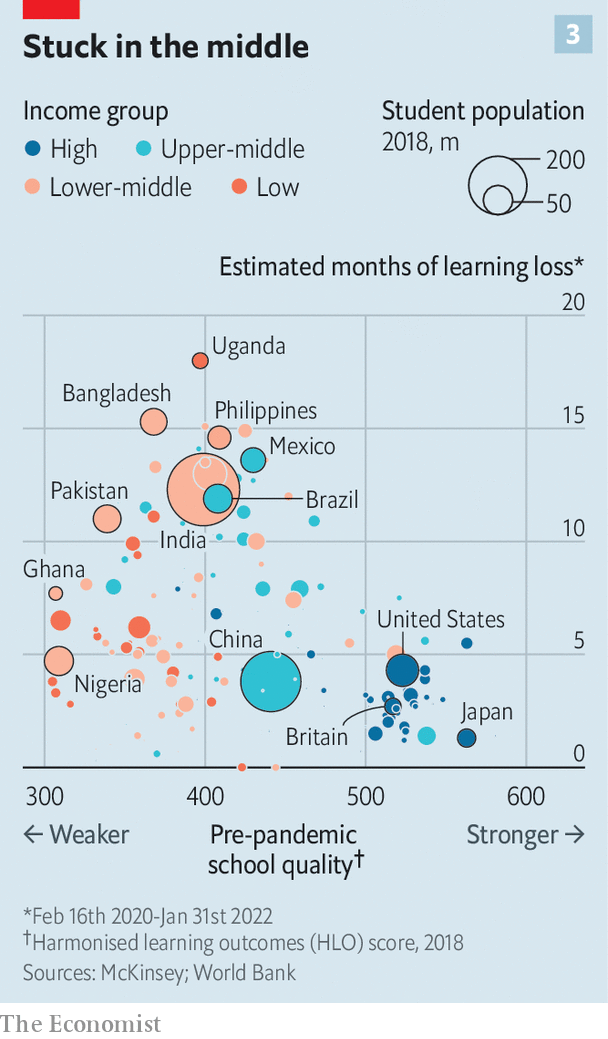 3
Stuck in the middle
Income group
High
Upper-middle
Lower-middle
Low
Student population
2018, m
200
50
Estimated months of learning loss*
20
Uganda
Bangladesh
Philippines
15
Mexico
Pakistan
Brazil
India
10
Ghana
United States
China
5
Nigeria
Britain
Japan
0
300
400
500
600
← Weaker
Pre-pandemic
school quality†
Stronger →
*Feb 16th 2020-Jan 31st 2022
†Harmonised learning outcomes (HLO) score, 2018
Sources: McKinsey; World Bank
The Economist